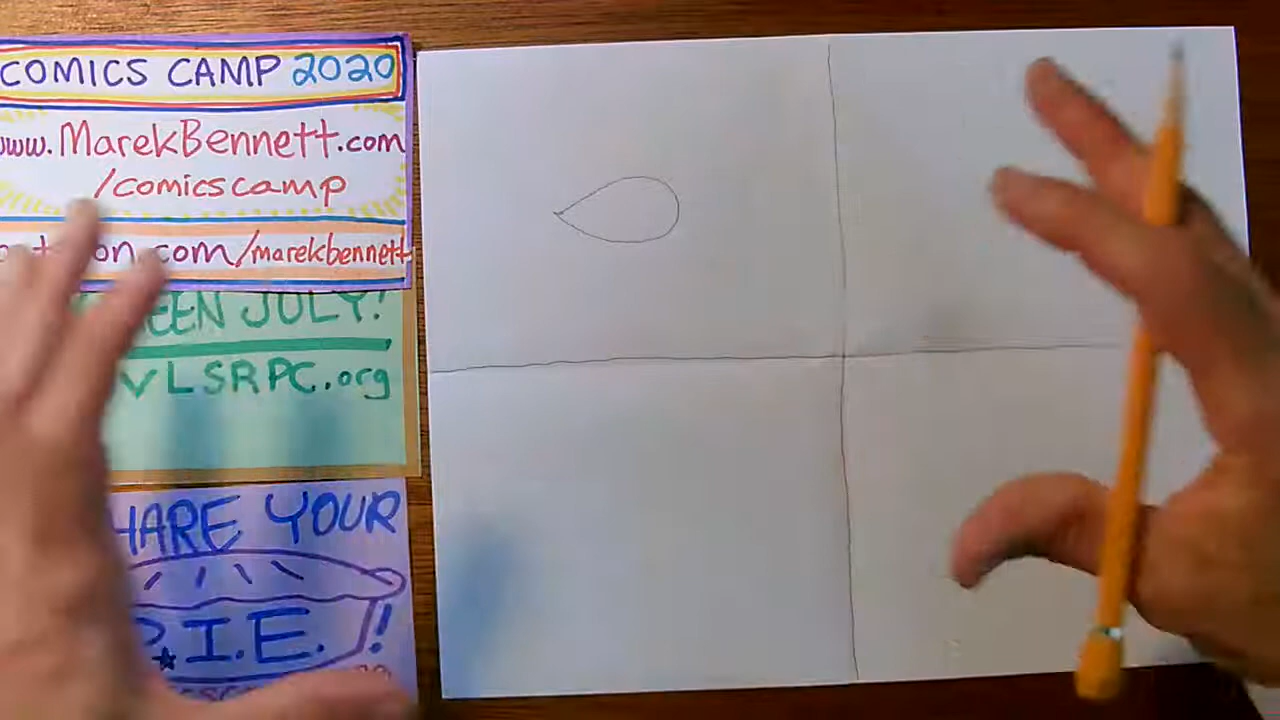 COMICS CAMP 2020
www.MarekBennett.com
/comicscamp
on.com/marekbennett
EEN JULY!
VLSRPC.org
HARE YOUR
P.I.E.!